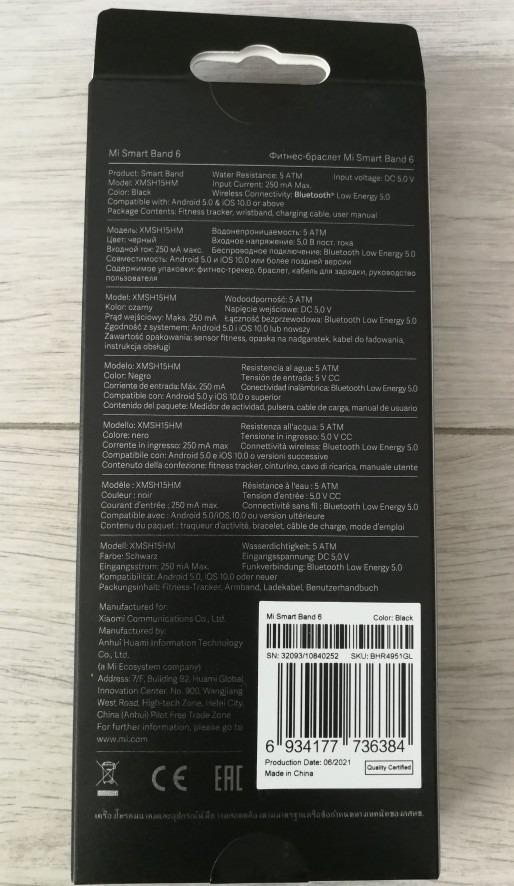 Mi Smart Band 6
Фитнес-браслет Mi Smart Band 6
Product: Smart Band Water Resistance: 5 ATM Input voltage: DC 5,0 V
Model: XMSH15HM Input Current: 250 mA Max.
Color: Black Wireless Connectivity: Bluetooth® Low Energy 5.0
Compatible with: Android 5.0 & iOS 10.0 or above
Package Contents: Fitness tracker, wristband, charging cable, user manual
Модель: XMSH15HM Водонепроницаемость: 5 ATM
Цвет: черный Входное напряжение: 5,0 В пост. тока
Входной ток: 250 мА макс. Беспроводное подключение: Bluetooth Low Energy 5.0
Совместимость: Android 5.0 и iOS 10.0 или более поздней версии
Содержимое упаковки: фитнес-трекер, браслет, кабель для зарядки, руководство
пользователя
Model: XMSH15HM Wodoodporność: 5 ATM
Kolor: czarny Napięcie wejściowe: DC 5,0 V
Prąd wejściowy: Maks. 250 mA Łączność bezprzewodowa: Bluetooth Low Energy 5.0
Zgodność z systemem: Android 5.0 i iOS 10.0 lub nowszy
Zawartość opakowania: sensor fitness, opaska na nadgarstek, kabel do ładowania,
instrukcja obsługi
Modelo: XMSH15HM Resistencia al agua: 5 ATM
Color: Negro Tensión de entrada: 5 V CC
Corriente de entrada: Máx. 250 mA Conectividad inalámbrica: Bluetooth Low Energy 5.0
Compatible con: Android 5.0 y iOS 10.0 o superior
Contenido del paquete: Medidor de actividad, pulsera, cable de carga, manual de usuario
Modello: XMSH15HM Resistenza all'acqua: 5 ATM
Colore: nero Tensione in ingresso: 5,0 V CC
Corrente in ingresso: 250 mA max Connettività wireless: Bluetooth Low Energy 5.0
Compatibile con: Android 5.0 e iOS 10.0 o versioni successive
Contenuto della confezione: fitness tracker, cinturino, cavo di ricarica, manuale utente
Modèle : XMSH15HM Résistance à l'eau : 5 ATM
Couleur : noir Tension d'entrée : 5,0 V CC
Courant d'entrée : 250 mA max. Connectivité sans fil : Bluetooth Low Energy 5.0
Compatible avec : Android 5.0/iOS 10.0 ou version ultérieure
Contenu du paquet : traqueur d'activité, bracelet, câble de charge, mode d'emploi
Modell: XMSH15HM Wasserdichtigkeit: 5 ATM
Farbe: Schwarz Eingangsspannung: DC 5,0 V
Eingangsstrom: 250 mA Max. Funkverbindung: Bluetooth Low Energy 5.0
Kompatibilität: Android 5.0, iOS 10.0 oder neuer
Packungsinhalt: Fitness-Tracker, Armband, Ladekabel, Benutzerhandbuch
Manufactured for:
Xiaomi Communications Co., Ltd.
Manufactured by:
Anhui Huami Information Technology
Co., Ltd.
(a Mi Ecosystem company)
Address: 7/F, Building B2, Huami Global
Innovation Center, No. 900, Wangjiang
West Road, High-tech Zone, Hefei City,
China (Anhui) Pilot Free Trade Zone
For further information, please go to
www.mi.com
Mi Smart Band 6 Color: Black
SN: 32093/10840252 SKU: BHR4951GL
6 934177 736384
Production Date: 06/2021
Made in China
Quality Certified
CE EAC